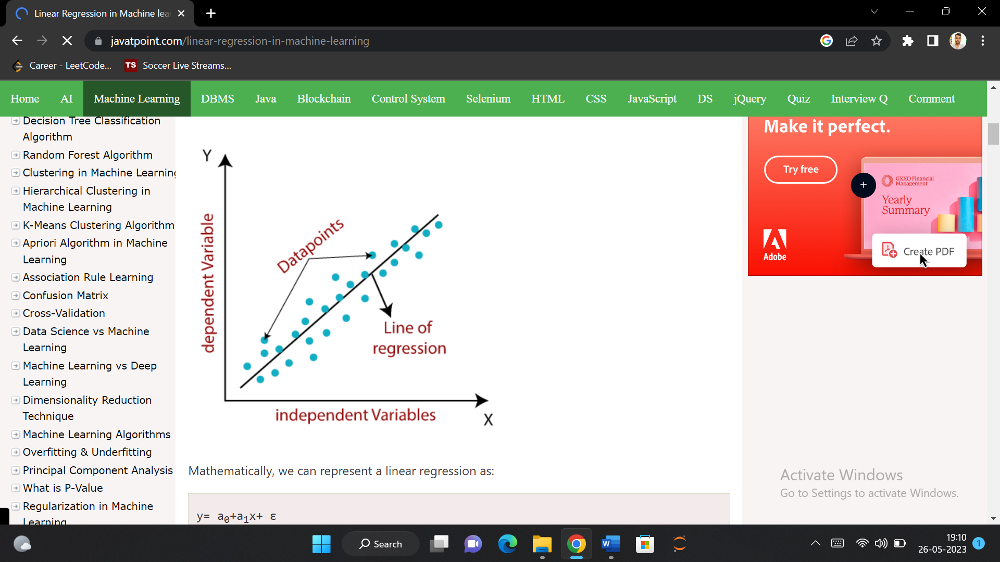 Linear Regression in Machine lea
javatpoint.com/linear-regression-in-machine-learning
Career - LeetCode...
TS Soccer Live Streams...
Home AI Machine Learning DBMS Java Blockchain Control System Selenium HTML CSS JavaScript DS jQuery Quiz Interview Q Comment
Decision Tree Classification
Algorithm
Random Forest Algorithm
Clustering in Machine Learning
Hierarchical Clustering in
Machine Learning
K-Means Clustering Algorithm
Apriori Algorithm in Machine
Learning
Association Rule Learning
Confusion Matrix
Cross-Validation
Data Science vs Machine
Learning
Machine Learning vs Deep
Learning
Dimensionality Reduction
Technique
Machine Learning Algorithms
Overfitting & Underfitting
Principal Component Analysis
What is P-Value
Regularization in Machine
Learning
Y
dependent Variable
Datapoints
Line of
regression
independent Variables
X
Mathematically, we can represent a linear regression as:
y= a₀+a₁x+ ε
Make it perfect.
Try free
+
GXXO Financial
Management
Yearly
Summary
Adobe
Create PDF
Activate Windows
Go to Settings to activate Windows.
Search
W
19:10
26-05-2023
1